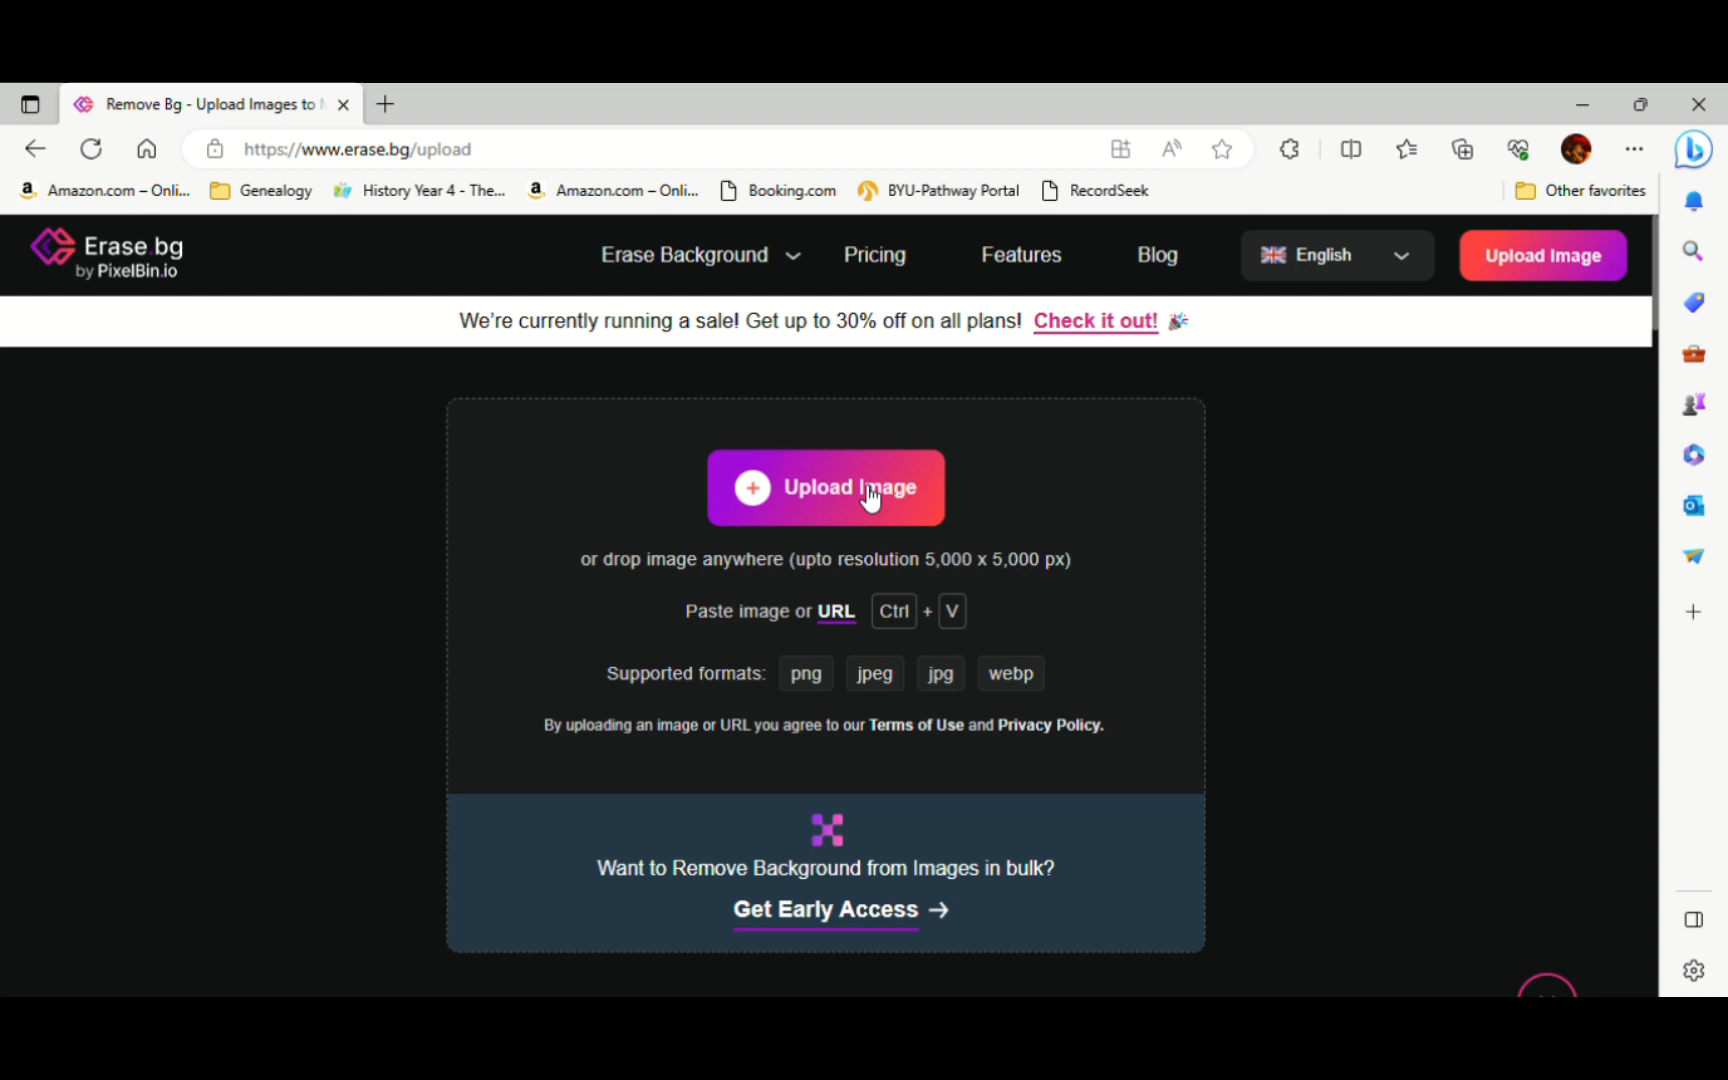 Remove Bg - Upload Images to
https://www.erase.bg/upload
Amazon.com – Onli... Genealogy History Year 4 - The... Amazon.com – Onli... Booking.com BYU-Pathway Portal RecordSeek Other favorites
Erase.bg
by PixelBin.io
Erase Background Pricing Features Blog English Upload Image
We're currently running a sale! Get up to 30% off on all plans! Check it out!
Upload Image
or drop image anywhere (upto resolution 5,000 x 5,000 px)
Paste image or URL Ctrl + V
Supported formats: png jpeg jpg webp
By uploading an image or URL you agree to our Terms of Use and Privacy Policy.
Want to Remove Background from Images in bulk?
Get Early Access →